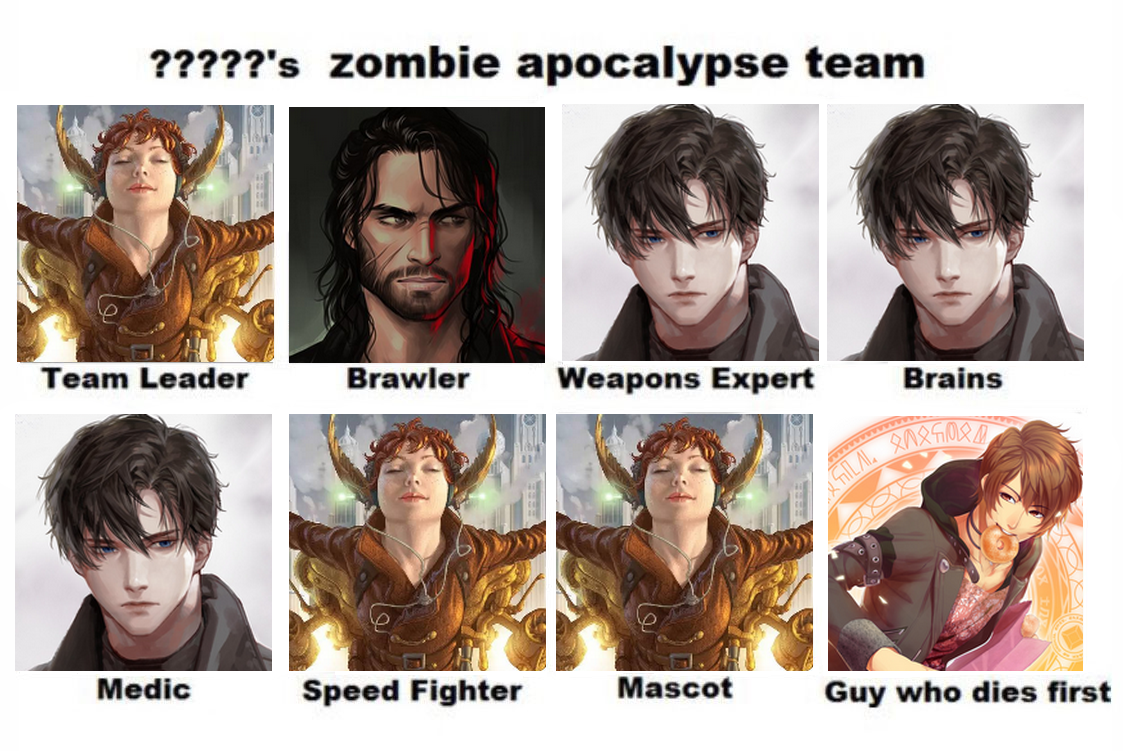 ?????'s zombie apocalypse team
Team Leader
Brawler
Weapons Expert
Brains
Medic
Speed Fighter
Mascot
Guy who dies first